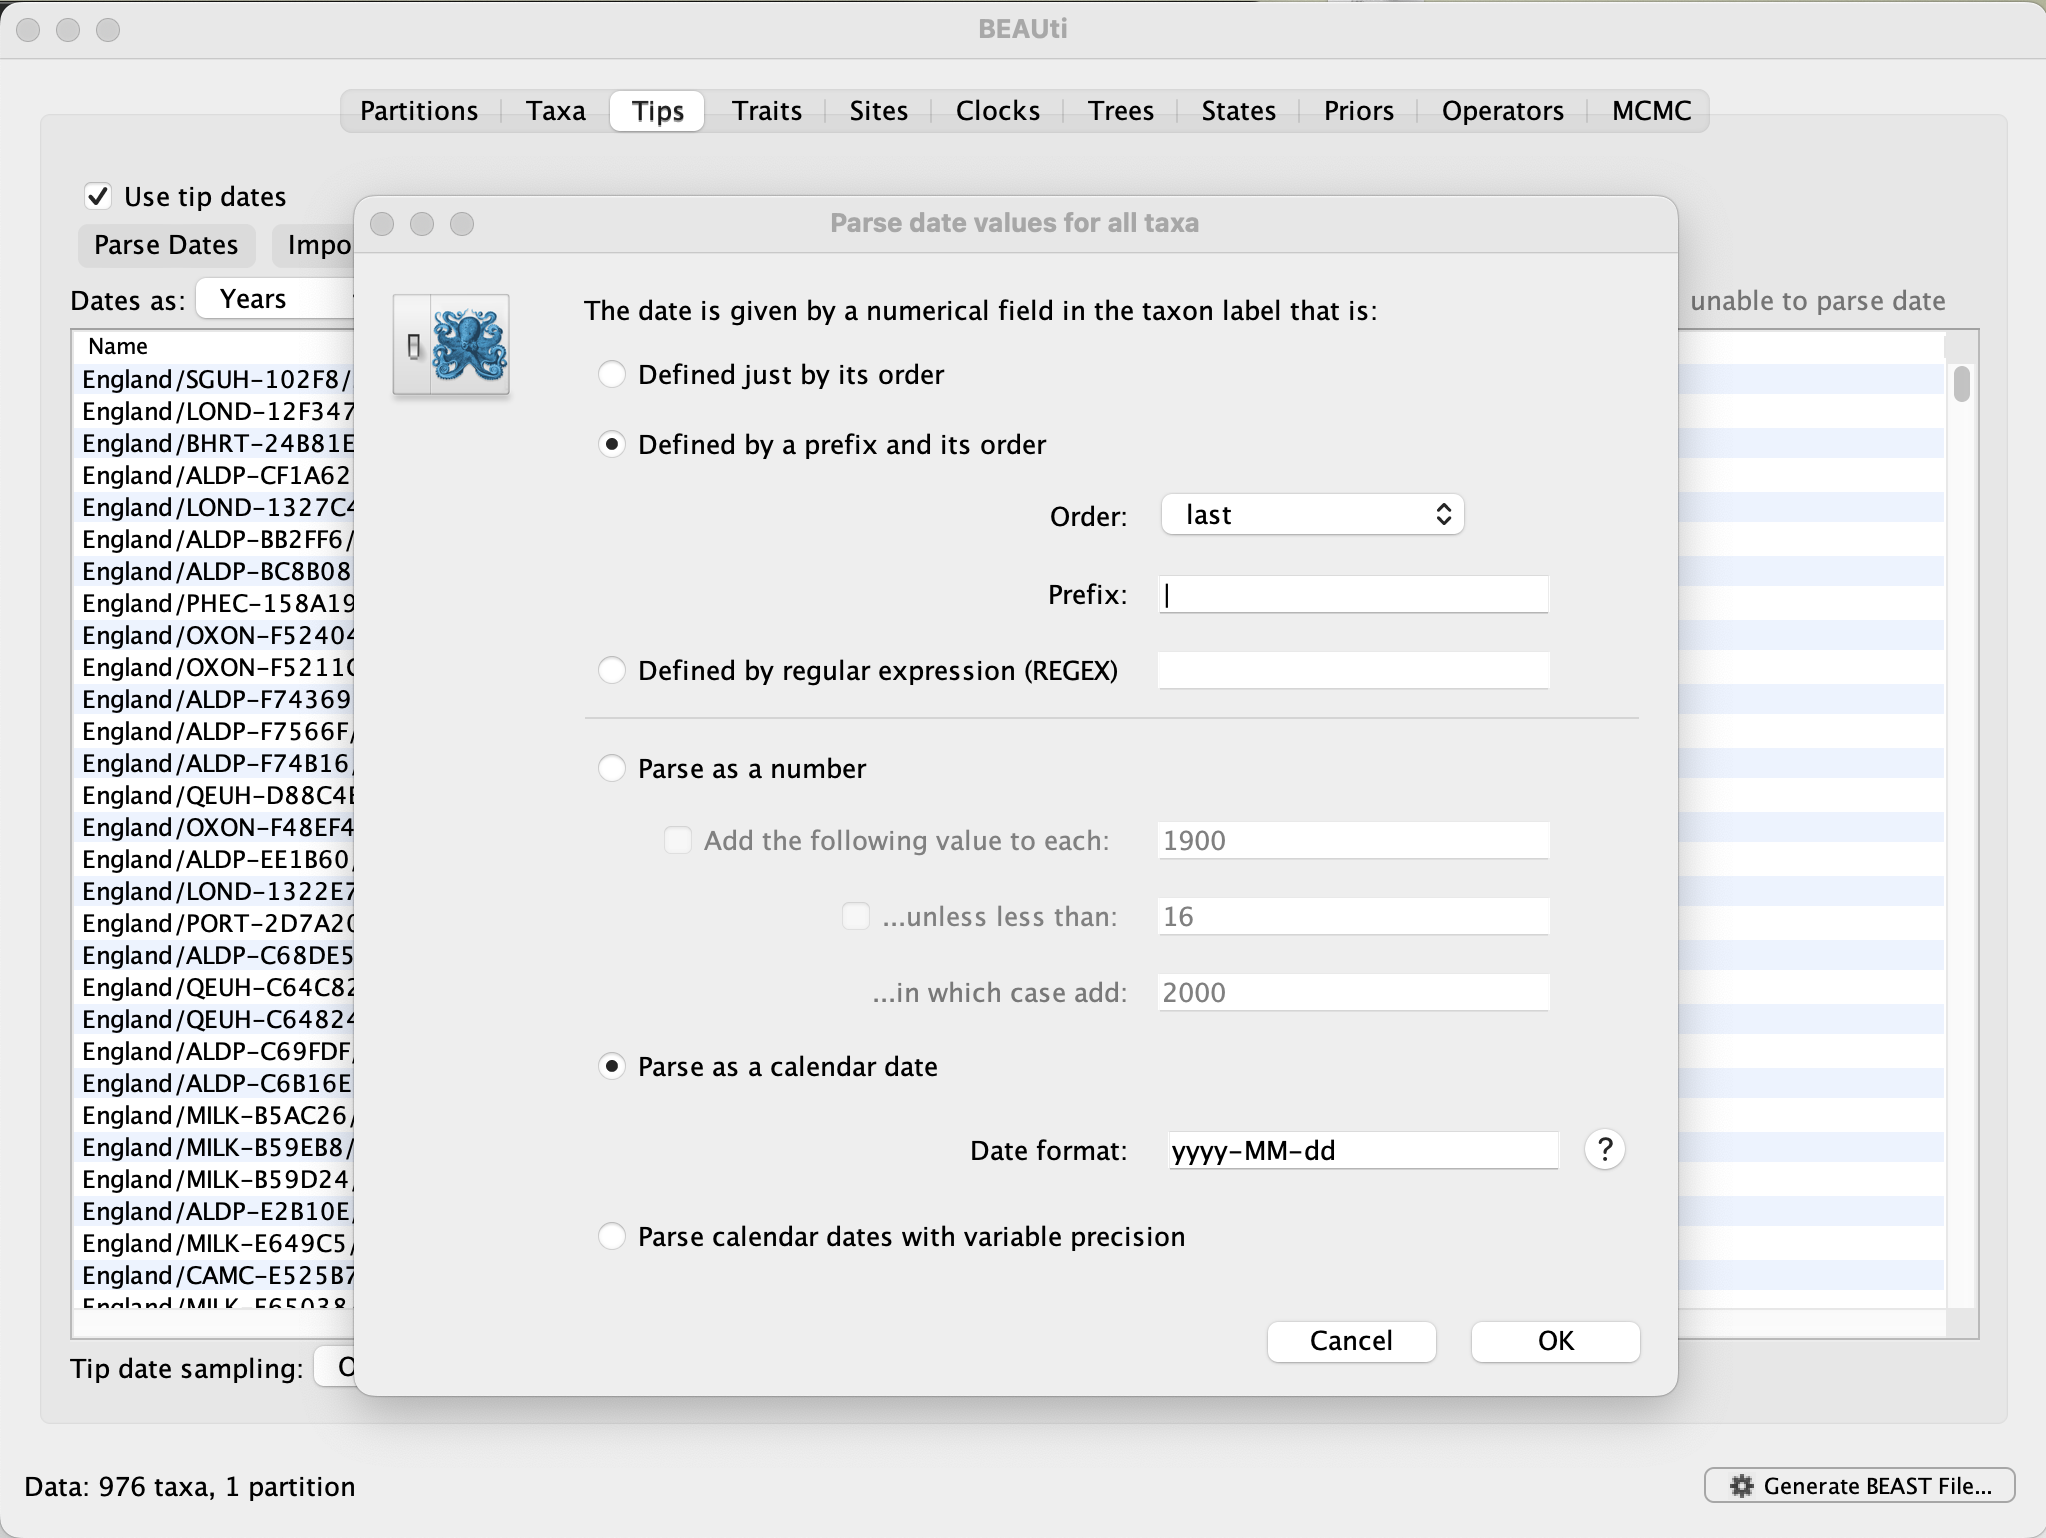 BEAUti
Partitions Taxa Tips Traits Sites Clocks Trees States Priors Operators MCMC
Use tip dates
Parse Dates
Dates as: Years
unable to parse date
Name
England/SGUH-102F8/
England/LOND-12F347
England/BHRT-24B81E
England/ALDP-CF1A62
England/LOND-1327C4
England/ALDP-BB2FF6/
England/ALDP-BC8B08
England/PHEC-158A19
England/OXON-F52404
England/OXON-F5211C
England/ALDP-F74369
England/ALDP-F7566F/
England/ALDP-F74B16
England/QEUH-D88C4E
England/OXON-F48EF4
England/ALDP-EE1B60
England/LOND-1322E7
England/PORT-2D7A20
England/ALDP-C68DE5
England/QEUH-C64C82
England/QEUH-C64824
England/ALDP-C69FDF
England/ALDP-C6B16E
England/MILK-B5AC26/
England/MILK-B59EB8/
England/MILK-B59D24
England/ALDP-E2B10E
England/MILK-E649C5/
England/CAMC-E525B7
England/MILK-E65038
Tip date sampling:
Data: 976 taxa, 1 partition
Generate BEAST File...
Parse date values for all taxa
The date is given by a numerical field in the taxon label that is:
Defined just by its order
Defined by a prefix and its order
Order: last
Prefix:
Defined by regular expression (REGEX)
Parse as a number
Add the following value to each: 1900
...unless less than: 16
...in which case add: 2000
Parse as a calendar date
Date format: yyyy-MM-dd ?
Parse calendar dates with variable precision
Cancel OK